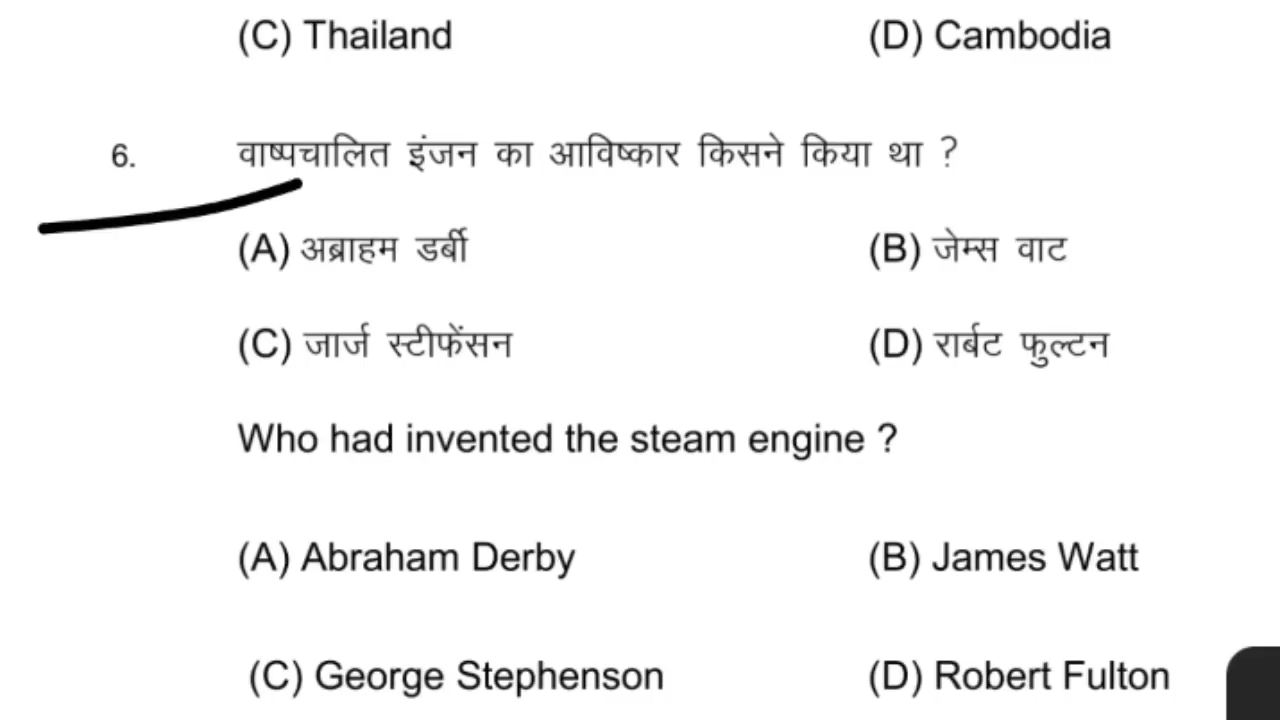 (C) Thailand (D) Cambodia
6. वाष्पचालित इंजन का आविष्कार किसने किया था ?
(A) अब्राहम डर्बी (B) जेम्स वाट
(C) जार्ज स्टीफेंसन (D) रार्बट फुल्टन
Who had invented the steam engine ?
(A) Abraham Derby (B) James Watt
(C) George Stephenson (D) Robert Fulton